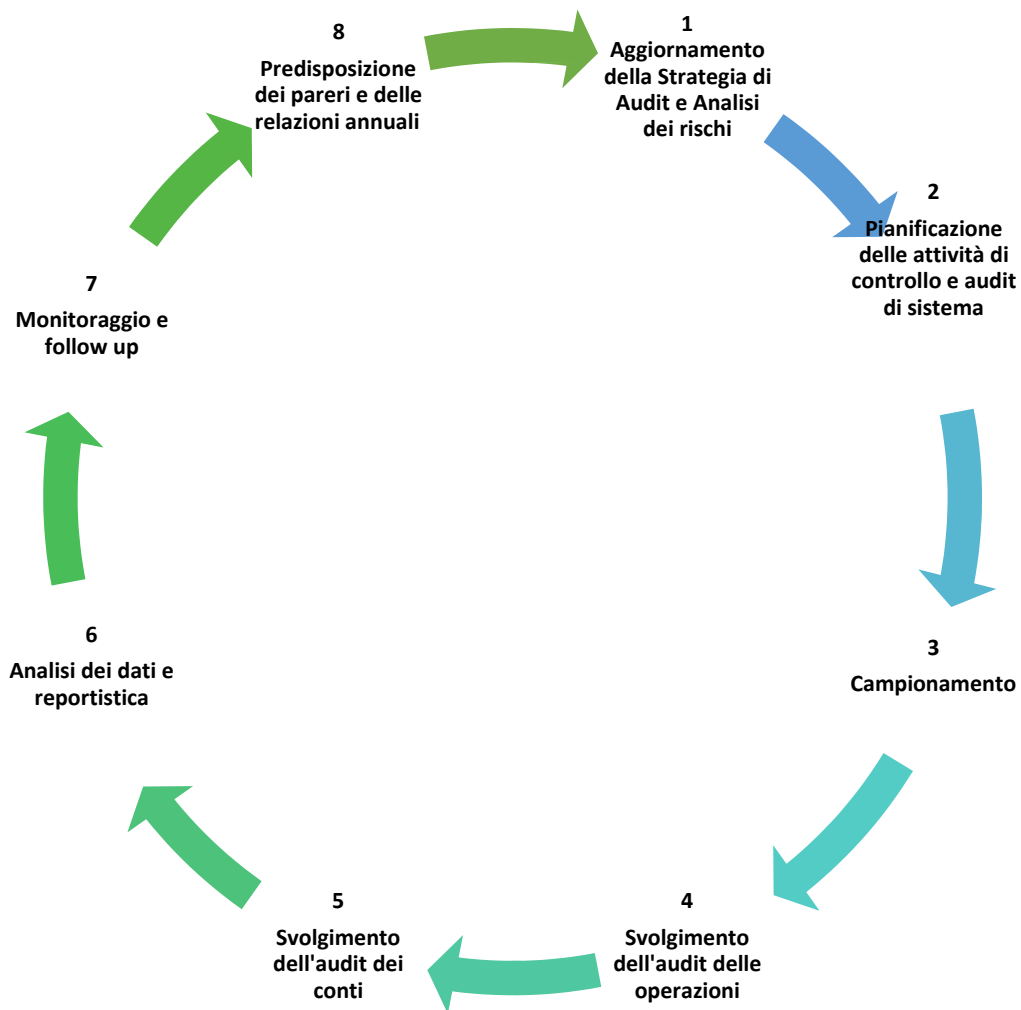 1
Aggiornamento
della Strategia di
Audit e Analisi
dei rischi
2
Pianificazione
delle attività di
controllo e audit
di sistema
3
Campionamento
4
Svolgimento
dell'audit delle
operazioni
5
Svolgimento
dell'audit dei
conti
6
Analisi dei dati e
reportistica
7
Monitoraggio e
follow up
8
Predisposizione
dei pareri e delle
relazioni annuali